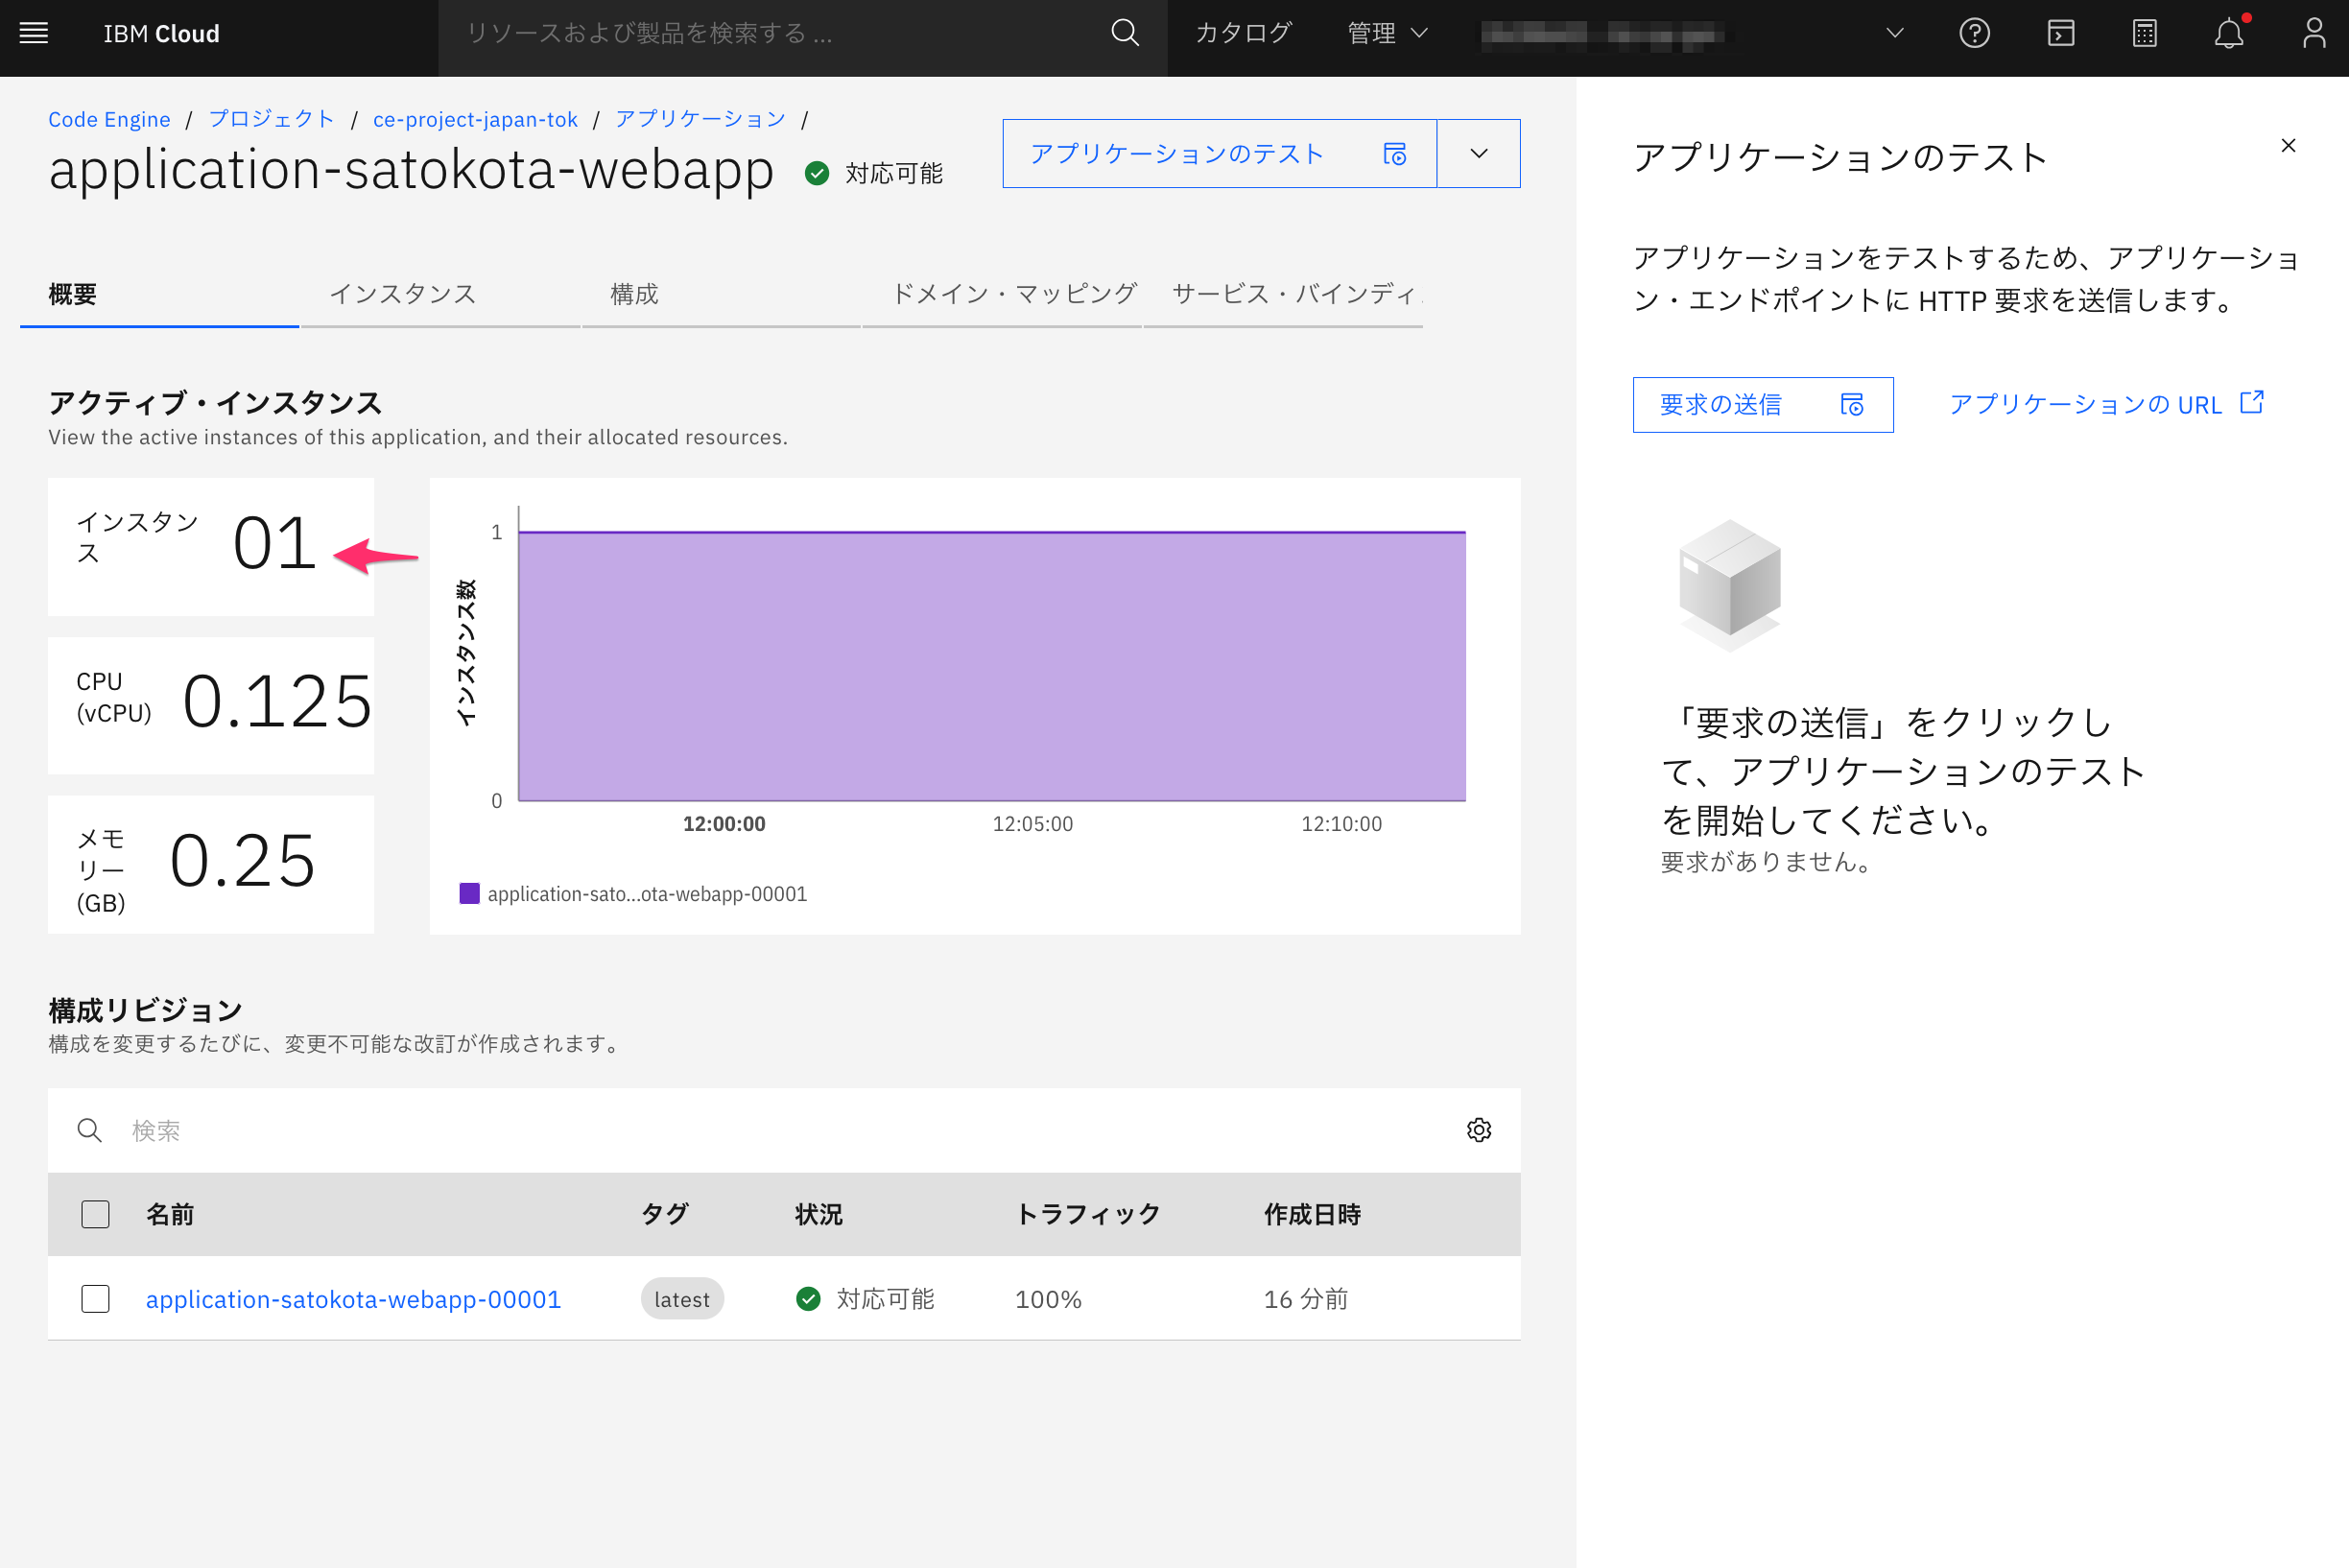 IBM Cloud
リソースおよび製品を検索する ...
カタログ
管理
Code Engine / プロジェクト / ce-project-japan-tok / アプリケーション /
application-satokota-webapp
対応可能
アプリケーションのテスト
概要
インスタンス
構成
ドメイン・マッピング
サービス・バインディ
アクティブ・インスタンス
View the active instances of this application, and their allocated resources.
インスタン
ス
01
CPU
(vCPU)
0.125
メモ
リー
(GB)
0.25
インスタンス数
1
0
12:00:00
12:05:00
12:10:00
application-sato...ota-webapp-00001
構成リビジョン
構成を変更するたびに、変更不可能な改訂が作成されます。
検索
名前 タグ 状況 トラフィック 作成日時
application-satokota-webapp-00001 latest 対応可能 100% 16 分前
アプリケーションのテスト
アプリケーションをテストするため、アプリケーショ
ン・エンドポイントに HTTP 要求を送信します。
要求の送信
アプリケーションの URL
「要求の送信」をクリックし
て、アプリケーションのテスト
を開始してください。
要求がありません。